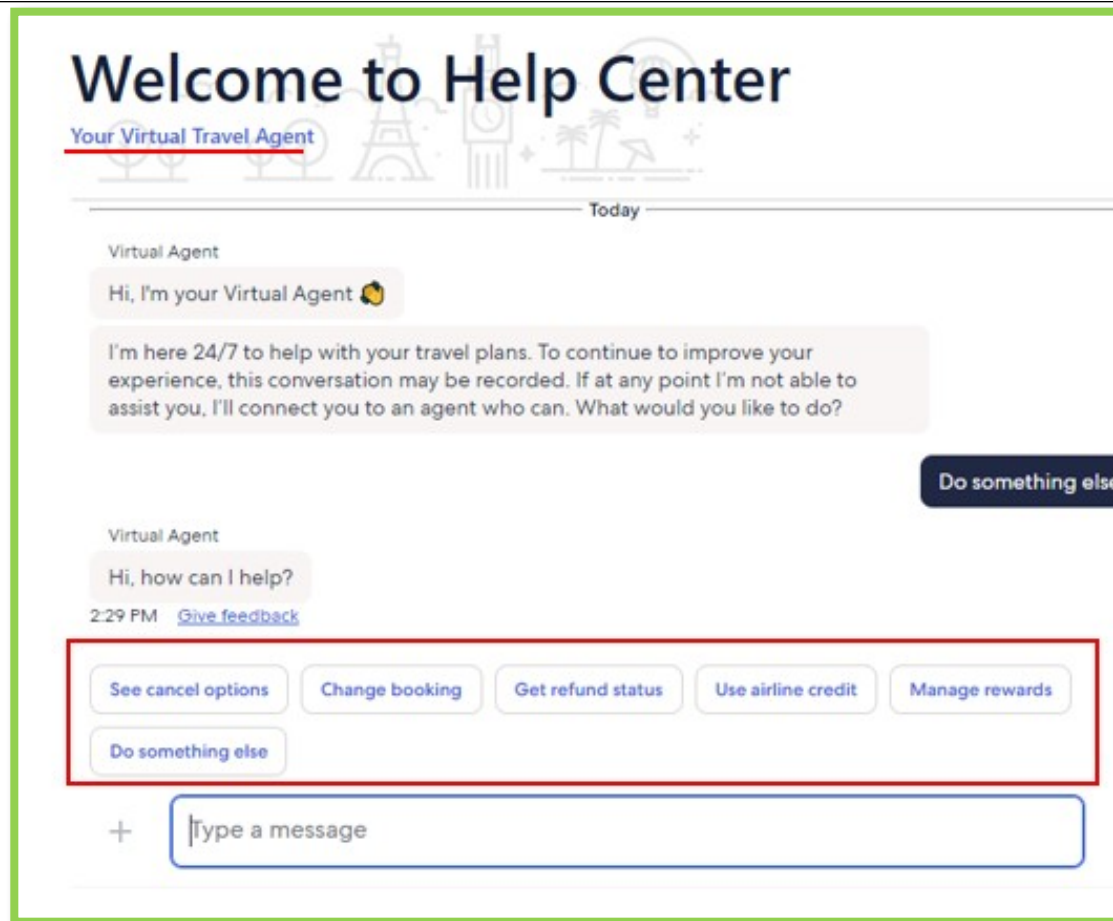 Welcome to Help Center
Your Virtual Travel Agent
Today
Virtual Agent
Hi, I'm your Virtual Agent
I'm here 24/7 to help with your travel plans. To continue to improve your
experience, this conversation may be recorded. If at any point I'm not able to
assist you, I'll connect you to an agent who can. What would you like to do?
Do something else
Virtual Agent
Hi, how can I help?
2:29 PM Give feedback
See cancel options Change booking Get refund status Use airline credit Manage rewards
Do something else
Type a message